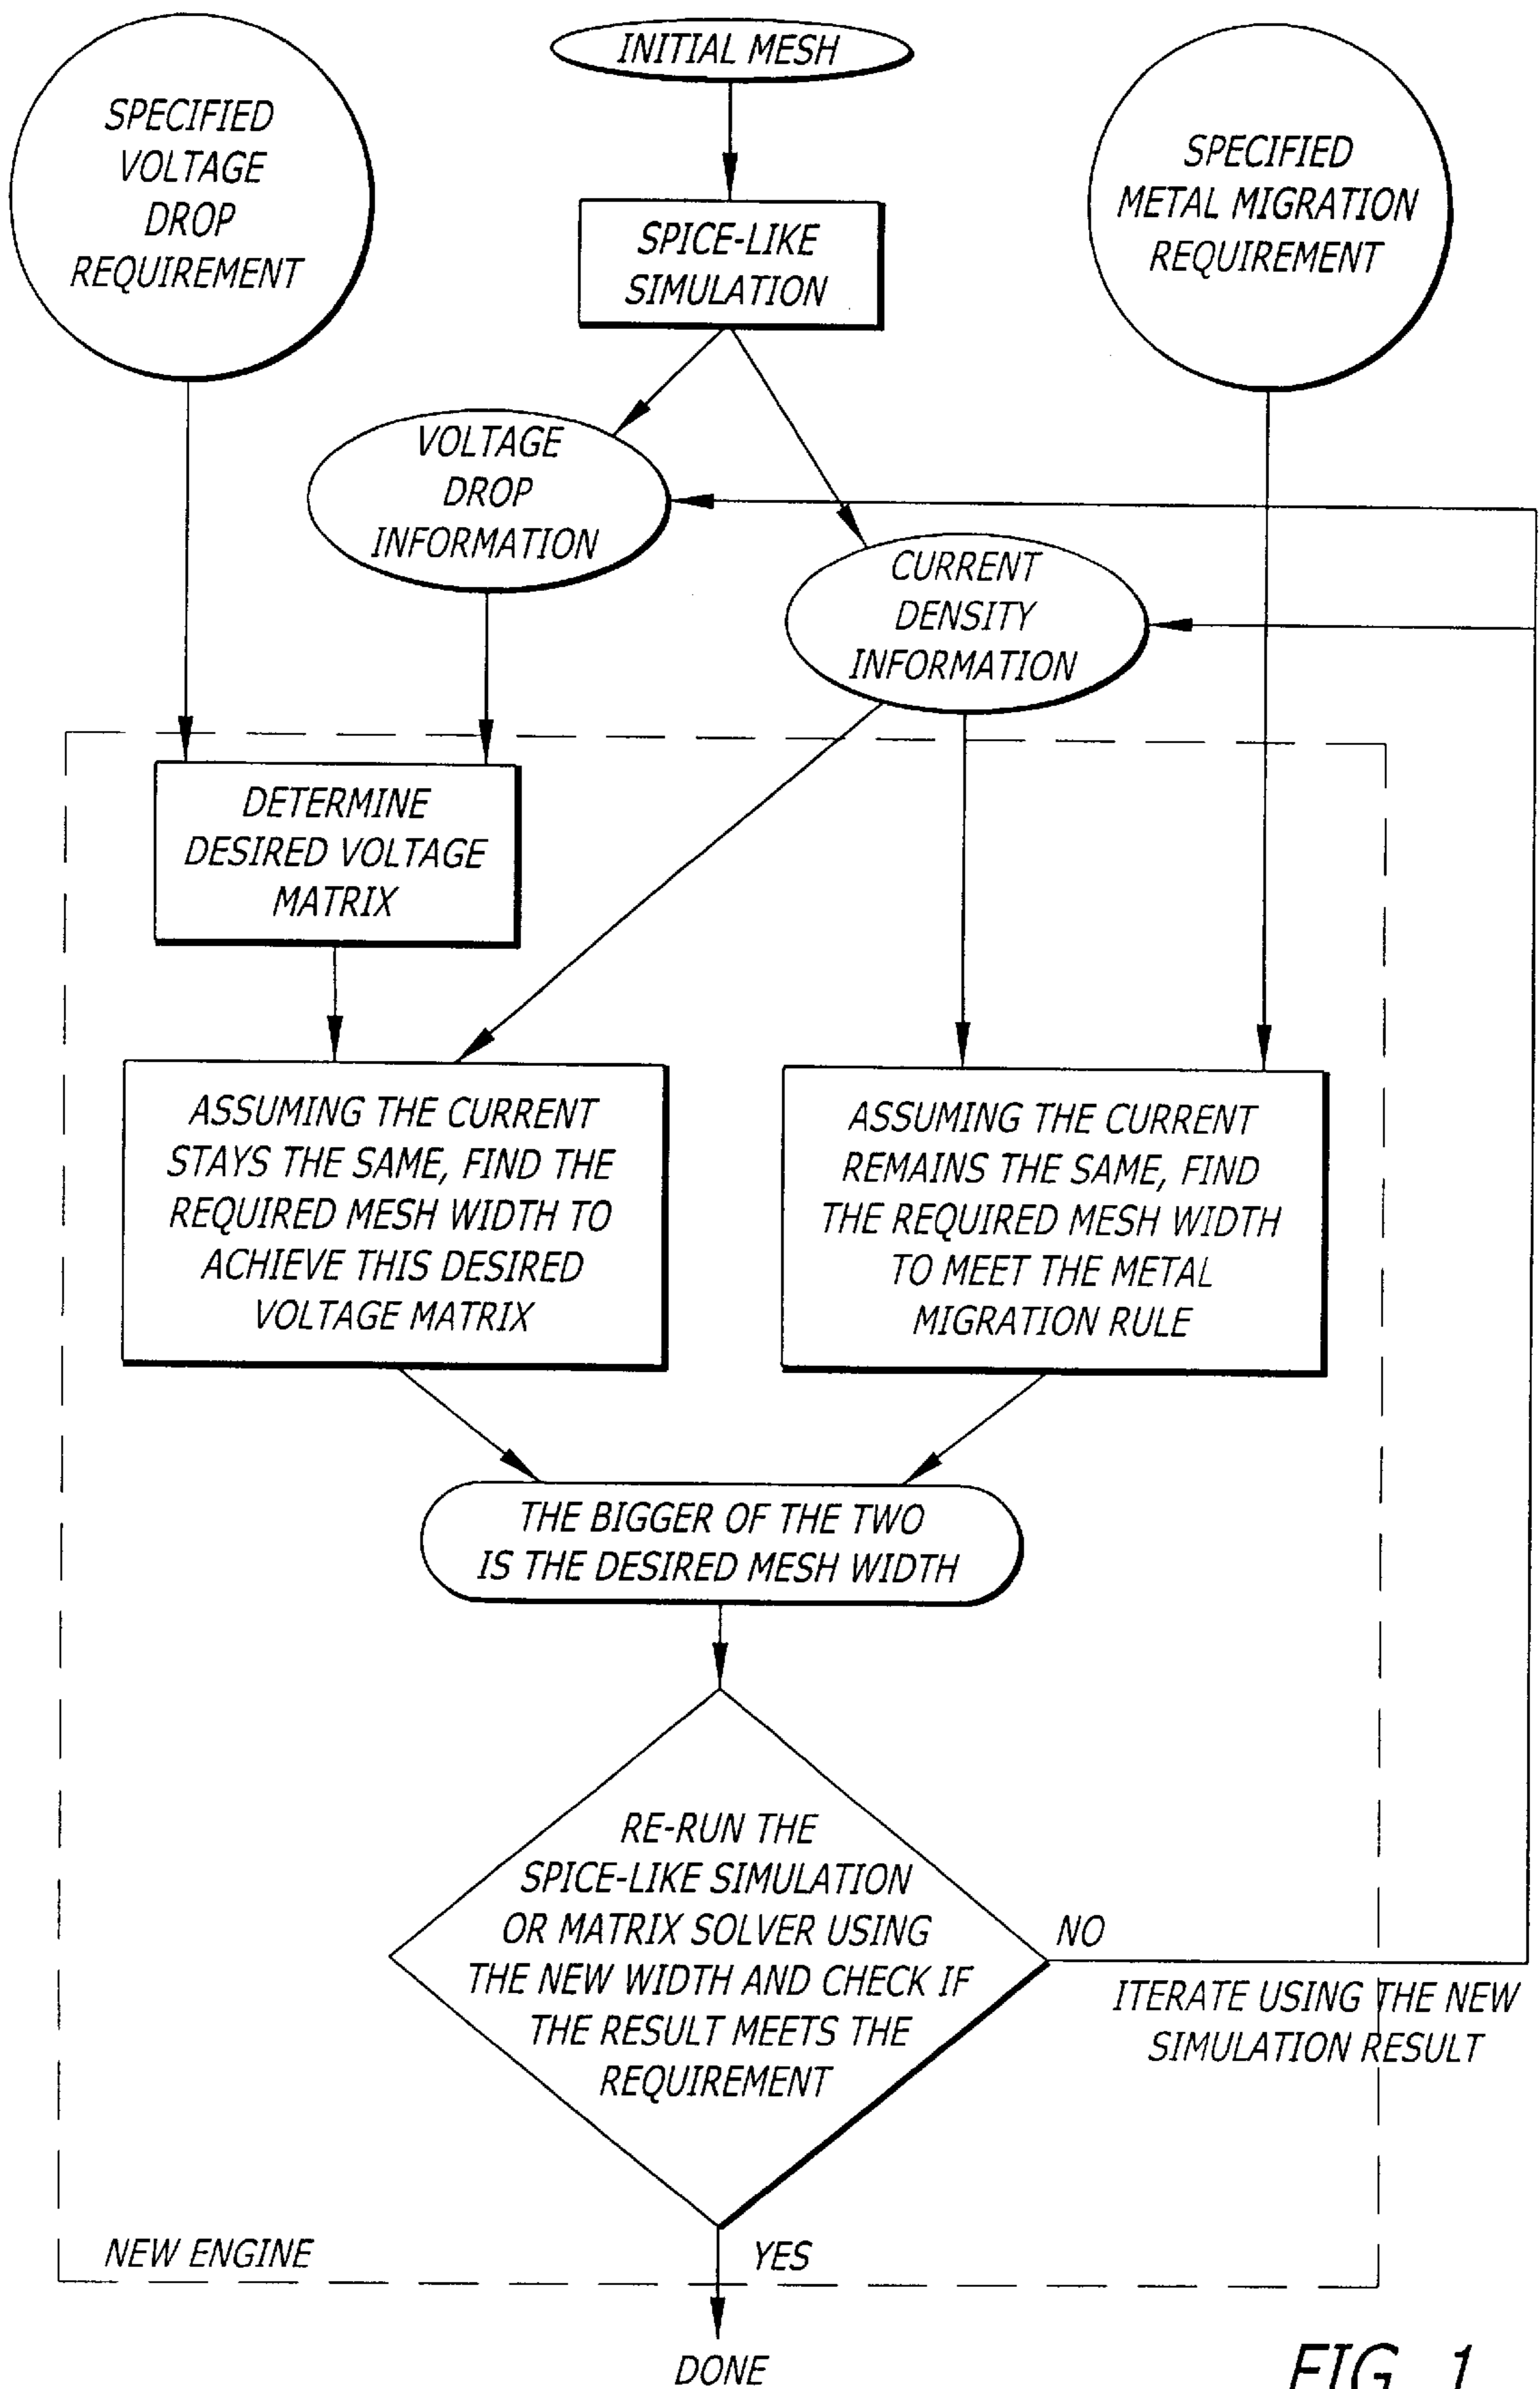 INITIAL MESH
SPECIFIED
VOLTAGE
DROP
REQUIREMENT
SPECIFIED
METAL MIGRATION
REQUIREMENT
SPICE-LIKE
SIMULATION
VOLTAGE
DROP
INFORMATION
CURRENT
DENSITY
INFORMATION
DETERMINE
DESIRED VOLTAGE
MATRIX
ASSUMING THE CURRENT
STAYS THE SAME, FIND THE
REQUIRED MESH WIDTH TO
ACHIEVE THIS DESIRED
VOLTAGE MATRIX
ASSUMING THE CURRENT
REMAINS THE SAME, FIND
THE REQUIRED MESH WIDTH
TO MEET THE METAL
MIGRATION RULE
THE BIGGER OF THE TWO
IS THE DESIRED MESH WIDTH
RE-RUN THE
SPICE-LIKE SIMULATION
OR MATRIX SOLVER USING
THE NEW WIDTH AND CHECK IF
THE RESULT MEETS THE
REQUIREMENT
NO
ITERATE USING THE NEW
SIMULATION RESULT
NEW ENGINE
YES
DONE
FIG. 1